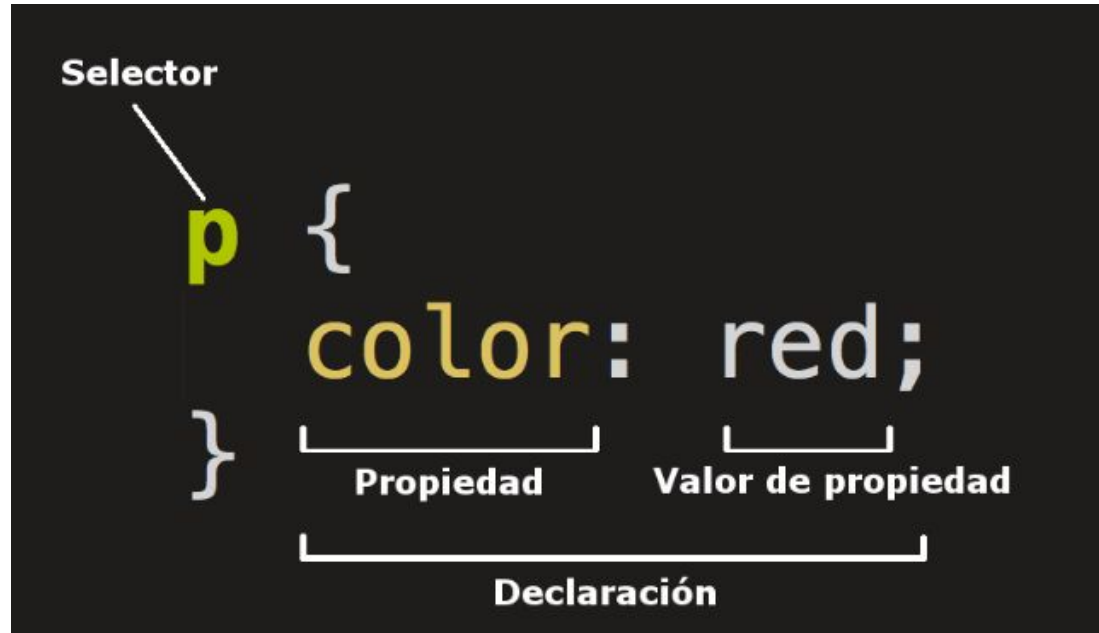 Selector
p {
color: red;
}
Propiedad
Valor de propiedad
Declaración